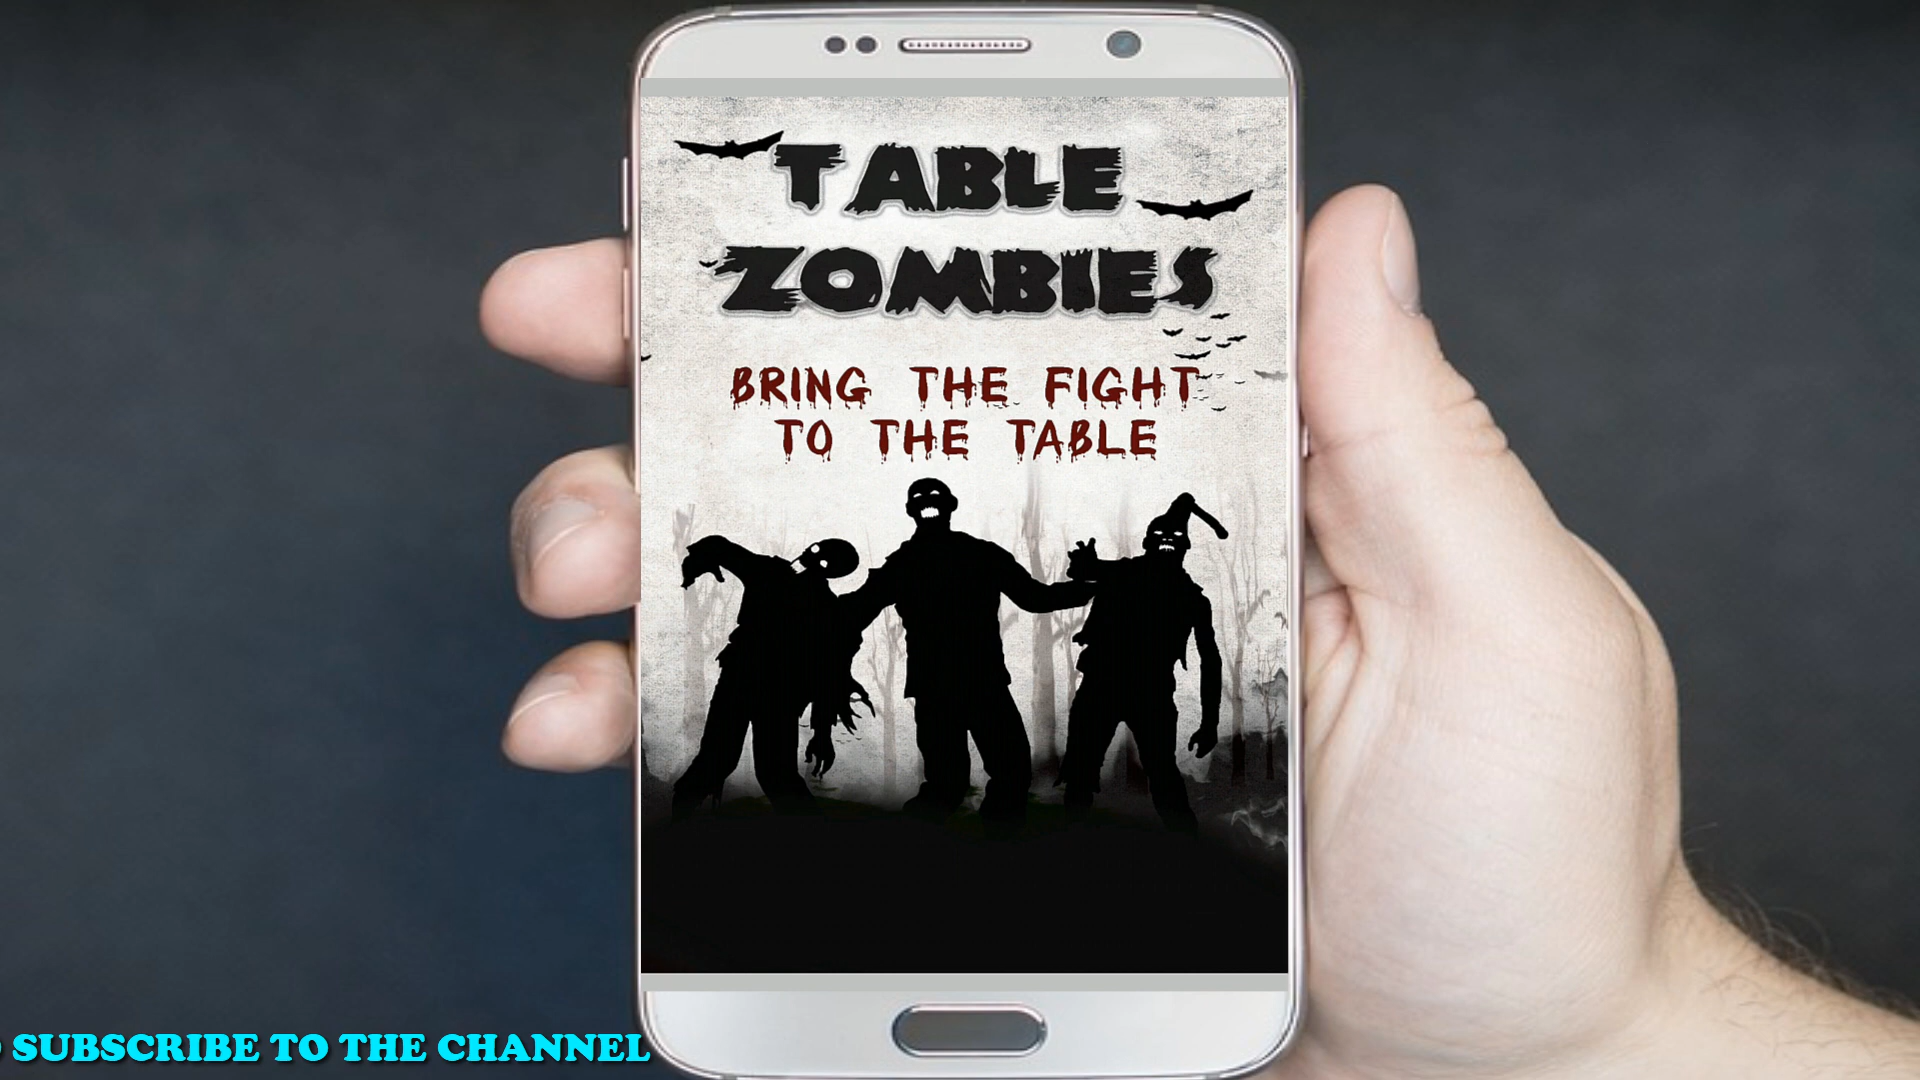 TABLE
ZOMBIES
BRING THE FIGHT
TO THE TABLE
SUBSCRIBE TO THE CHANNEL